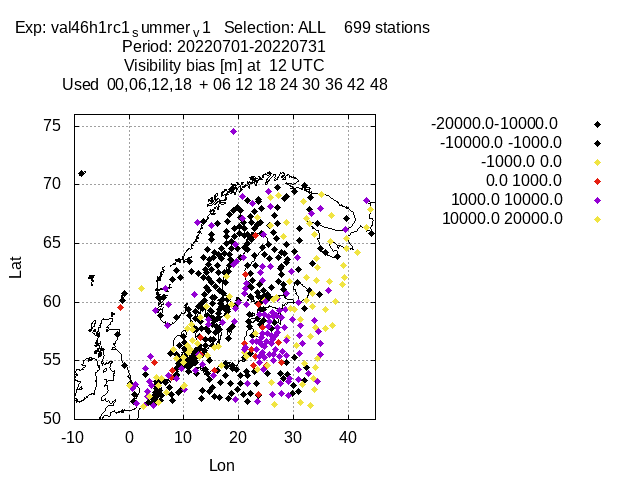 Exp: val46h1rc1summerv1 Selection: ALL 699 stations
Period: 20220701-20220731
Visibility bias [m] at 12 UTC
Used 00,06,12,18 + 06 12 18 24 30 36 42 48
-20000.0-10000.0
-10000.0 -1000.0
-1000.0 0.0
0.0 1000.0
1000.0 10000.0
10000.0 20000.0
75
70
65
60
55
50
Lat
-10 0 10 20 30 40
Lon